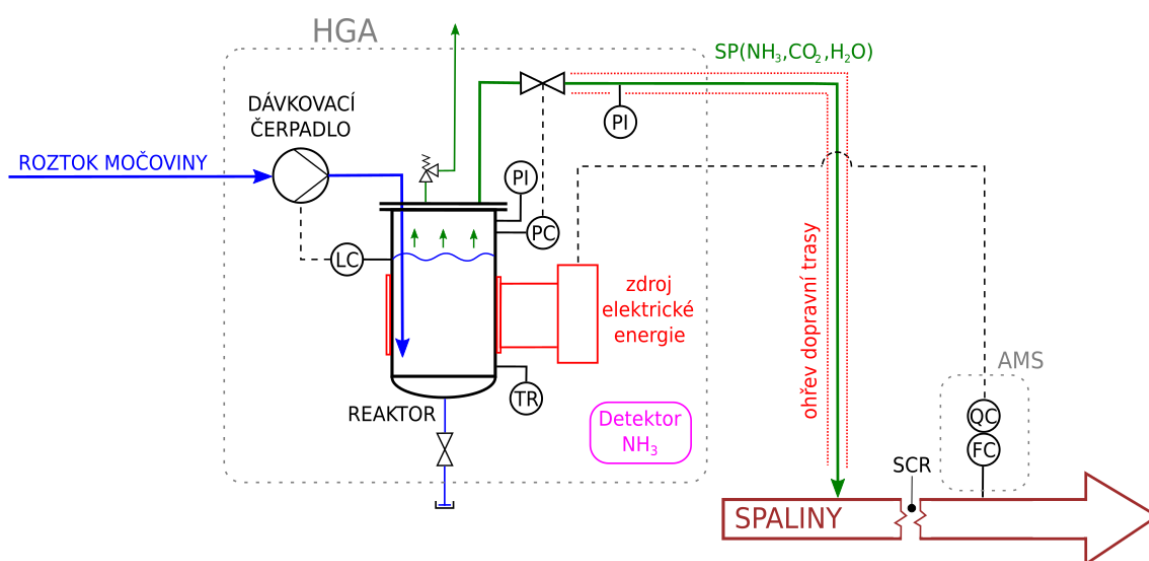 HGA
SP(NH₃,CO₂,H₂O)
DÁVKOVACÍ
ČERPADLO
ROZTOK MOČOVINY
PI
PI
PC
LC
zdroj
elektrické
energie
ohřev dopravní trasy
AMS
TR
REAKTOR
Detektor
NH₃
QC
FC
SCR
SPALINY